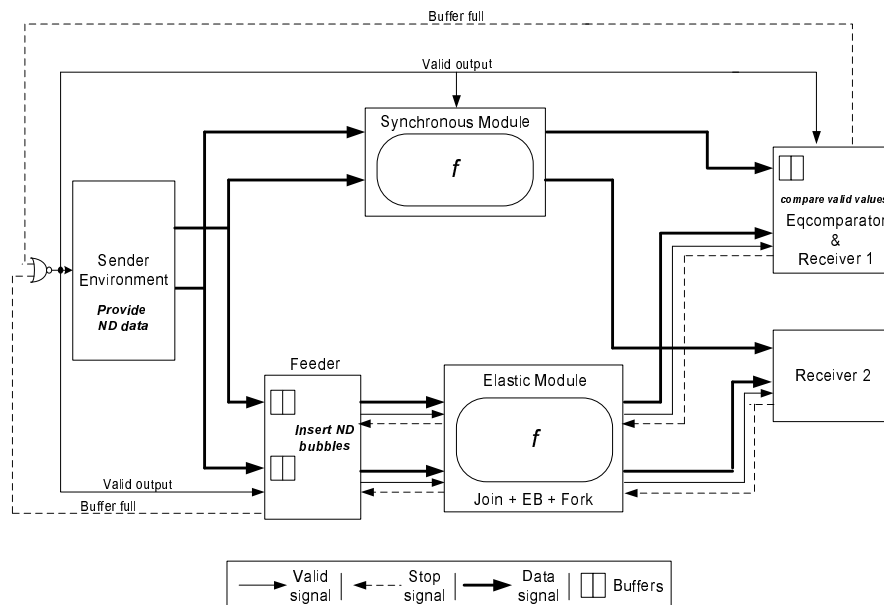 Buffer full
Valid output
Synchronous Module
f
compare valid values
Eqcomparator
&
Receiver 1
Sender
Environment
Provide
ND data
Feeder
Insert ND
bubbles
Elastic Module
f
Join + EB + Fork
Receiver 2
Valid output
Buffer full
Valid
signal
Stop
signal
Data
signal
Buffers